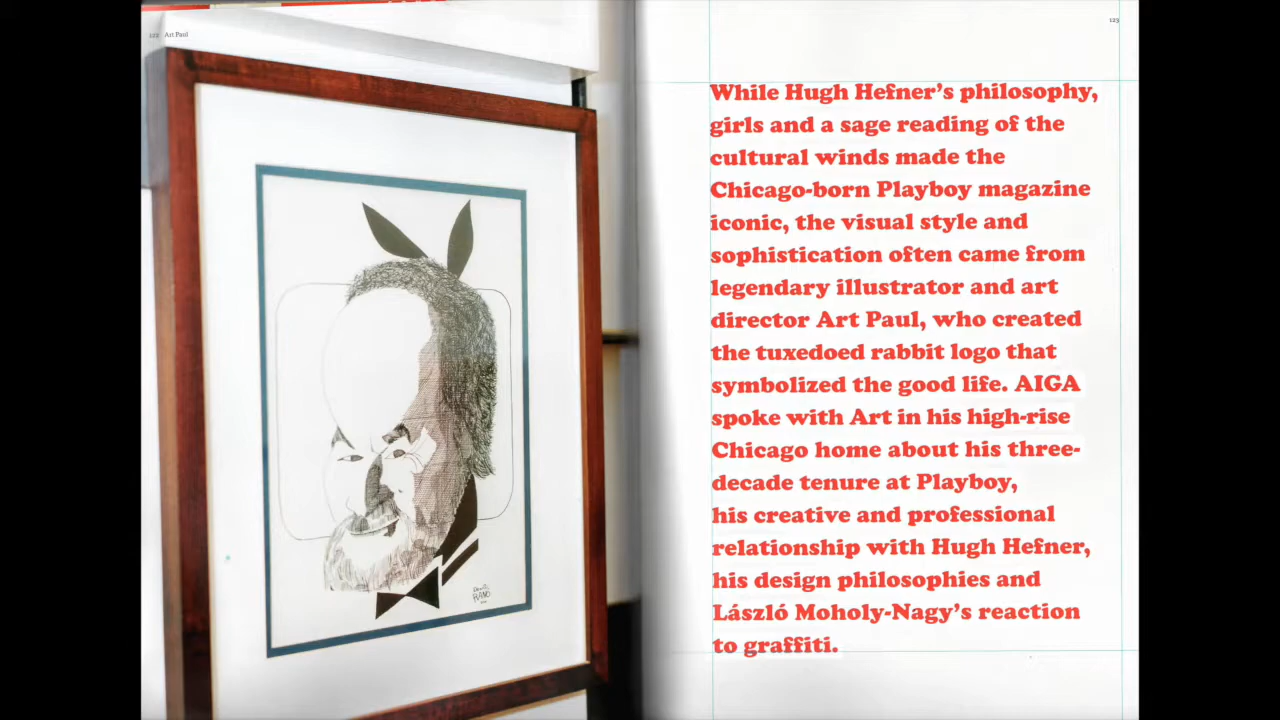 122 Art Paul
123
While Hugh Hefner’s philosophy,
girls and a sage reading of the
cultural winds made the
Chicago-born Playboy magazine
iconic, the visual style and
sophistication often came from
legendary illustrator and art
director Art Paul, who created
the tuxedoed rabbit logo that
symbolized the good life. AIGA
spoke with Art in his high-rise
Chicago home about his three-
decade tenure at Playboy,
his creative and professional
relationship with Hugh Hefner,
his design philosophies and
László Moholy-Nagy’s reaction
to graffiti.